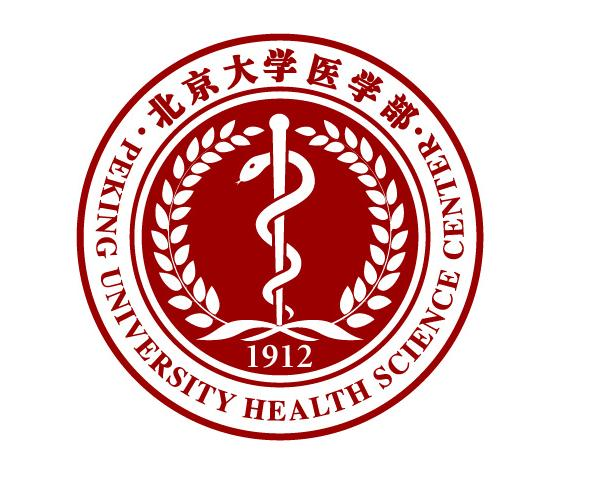 北京大学医学部
PEKING UNIVERSITY HEALTH SCIENCE CENTER
1912